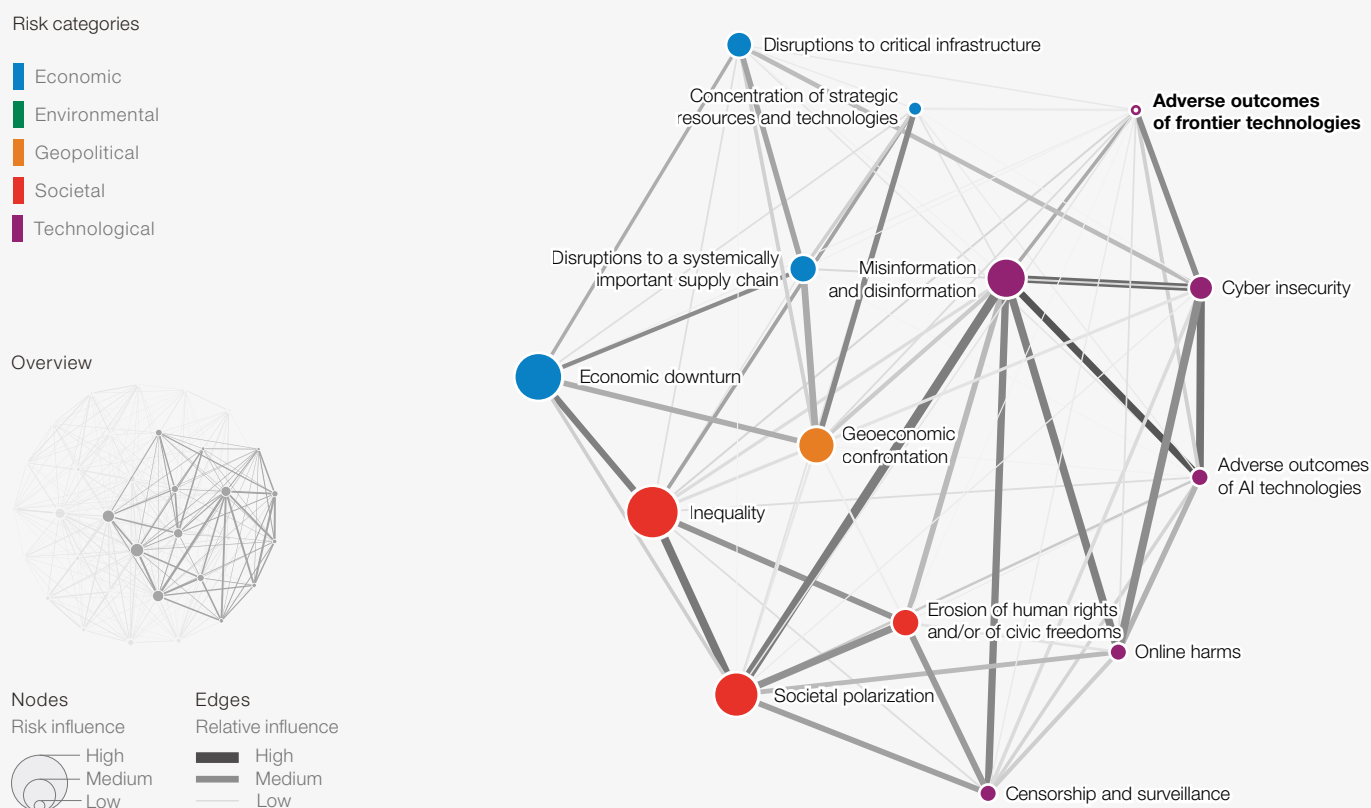 Risk categories
Economic
Environmental
Geopolitical
Societal
Technological
Overview
Nodes
Risk influence
High
Medium
Low
Edges
Relative influence
High
Medium
Low
Disruptions to critical infrastructure
Concentration of strategic
resources and technologies
Adverse outcomes
of frontier technologies
Disruptions to a systemically
important supply chain
Misinformation
and disinformation
Cyber insecurity
Economic downturn
Geoeconomic
confrontation
Adverse outcomes
of AI technologies
Inequality
Erosion of human rights
and/or of civic freedoms
Online harms
Societal polarization
Censorship and surveillance